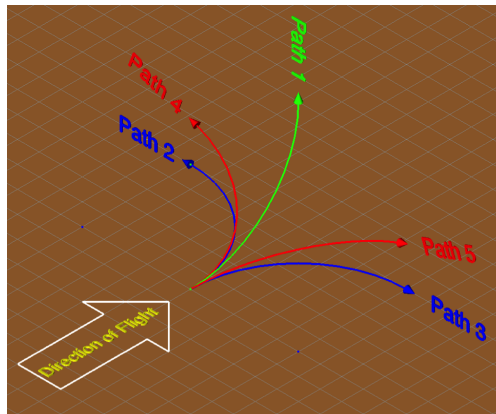 Path 1
Path 4
Path 2
Path 5
Path 3
Direction of Flight